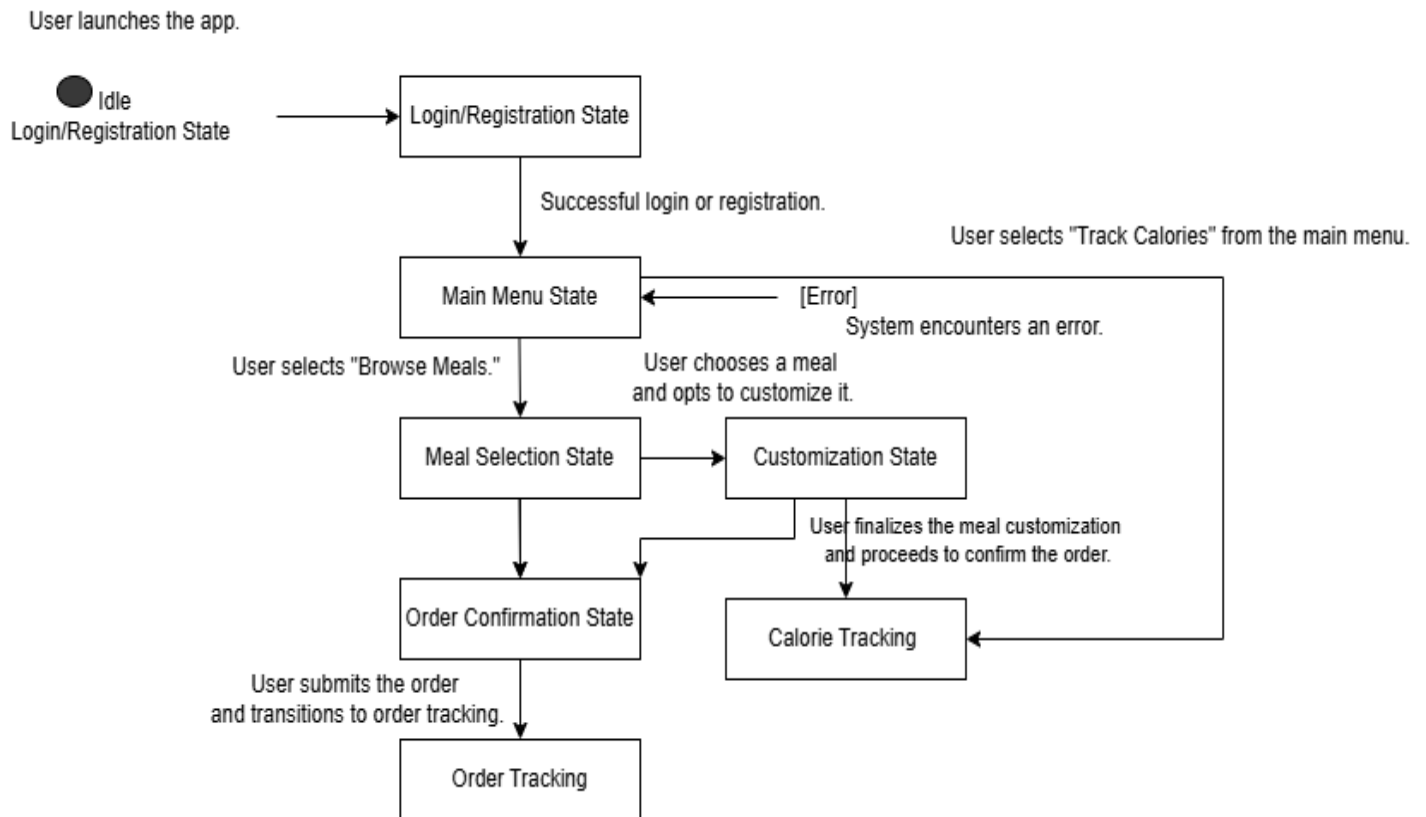 User launches the app.
Idle
Login/Registration State
Login/Registration State
Successful login or registration.
User selects "Track Calories" from the main menu.
Main Menu State
[Error]
System encounters an error.
User selects "Browse Meals."
User chooses a meal
and opts to customize it.
Meal Selection State
Customization State
User finalizes the meal customization
and proceeds to confirm the order.
Order Confirmation State
Calorie Tracking
User submits the order
and transitions to order tracking.
Order Tracking